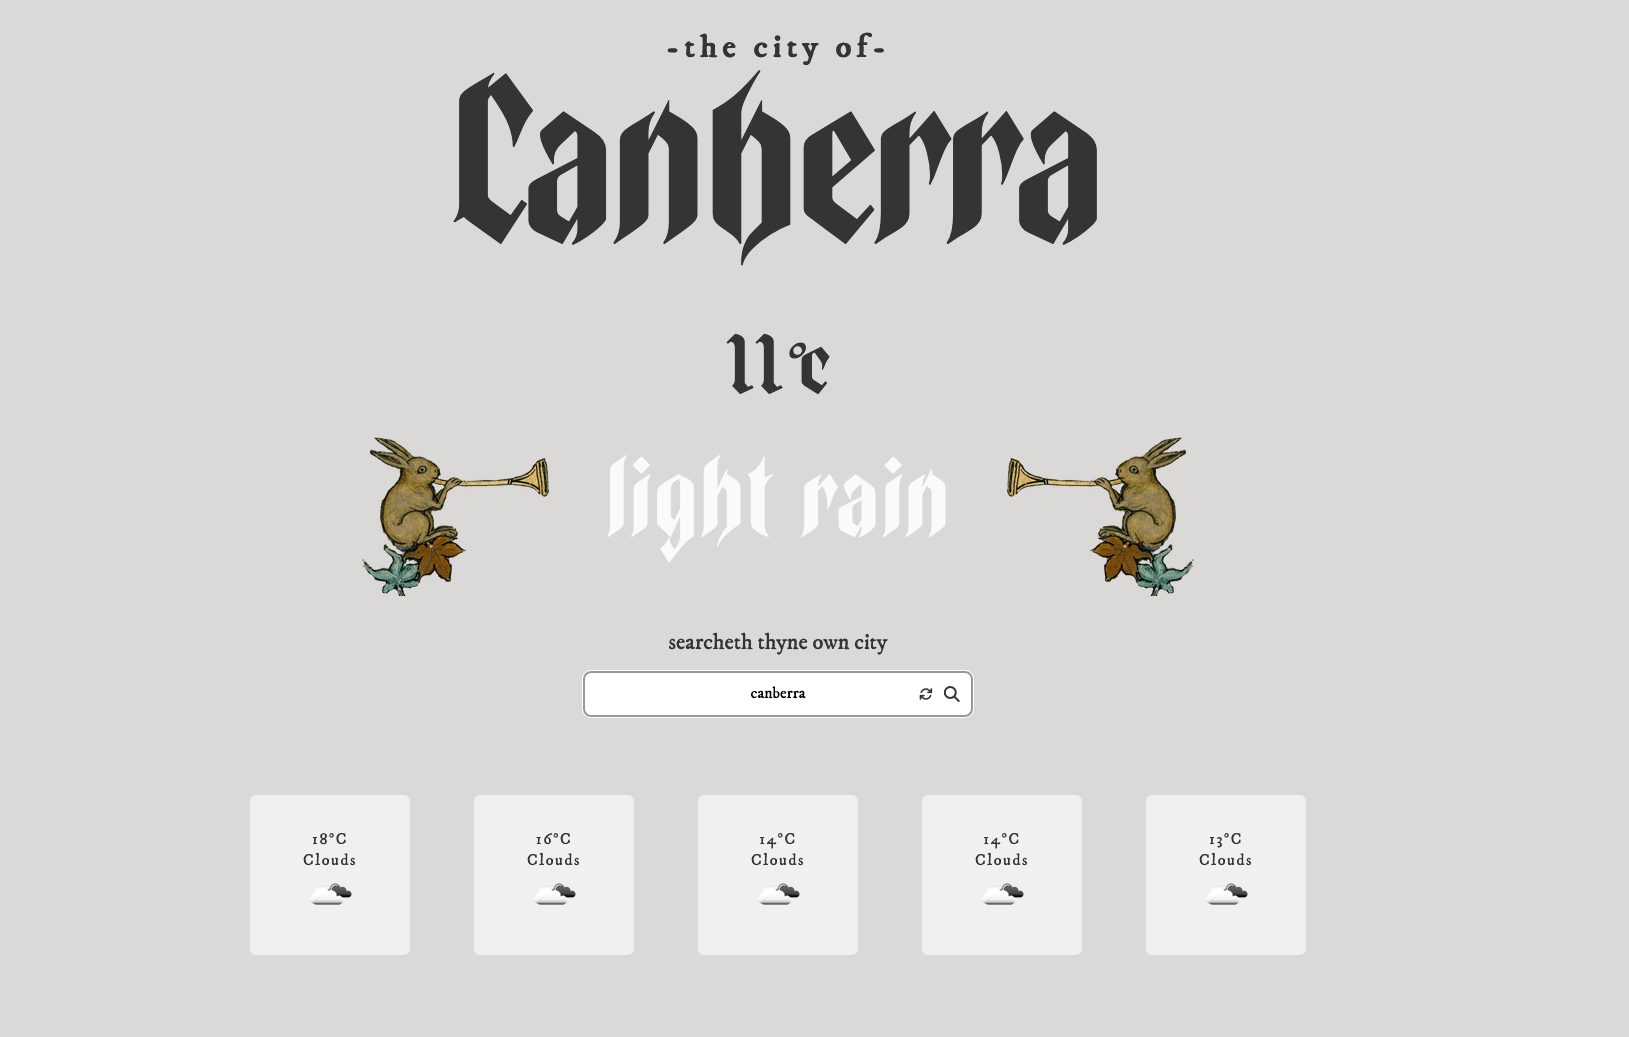 -the city of-
Canberra
11°c
light rain
searcheth thyne own city
canberra
18°C
Clouds
16°C
Clouds
14°C
Clouds
14°C
Clouds
13°C
Clouds